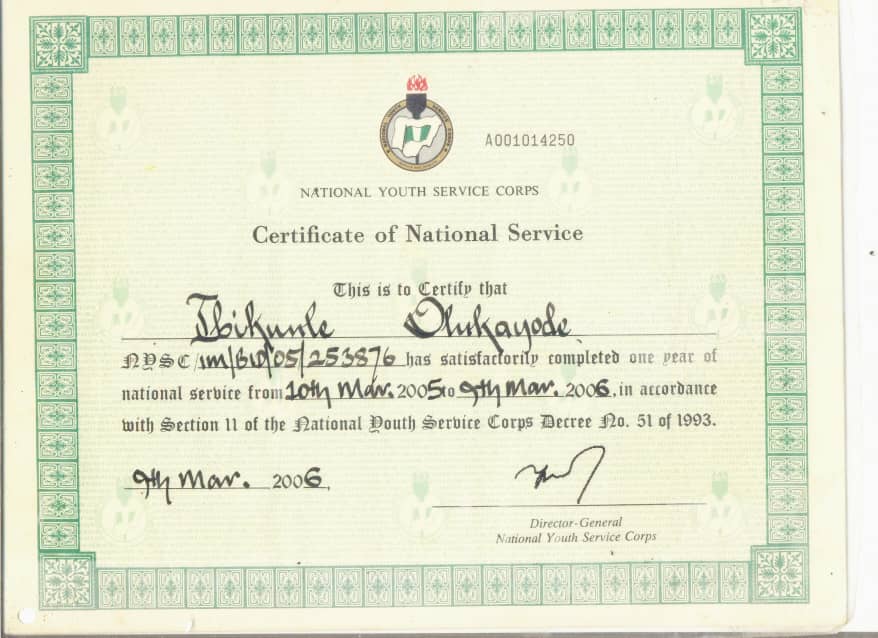 A001014250
NATIONAL YOUTH SERVICE CORPS
Certificate of National Service
This is to Certify that
Ibikunle Olukayode
NYSC/IM/BLD/05/253876 has satisfactorily completed one year of
national service from 10th Mar. 2005 to 9th Mar. 2006, in accordance
with Section 11 of the National Youth Service Corps Decree No. 51 of 1993.
9th Mar. 2006.
Director-General
National Youth Service Corps